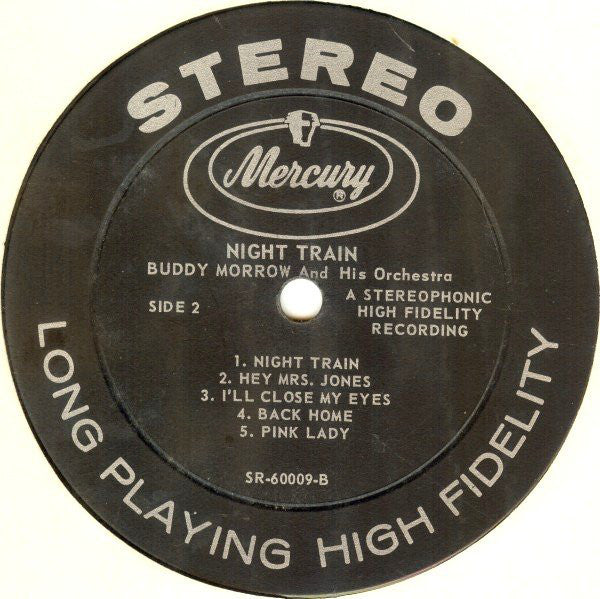 STEREO
Mercury
®
NIGHT TRAIN
BUDDY MORROW And His Orchestra
SIDE 2
A STEREOPHONIC
HIGH FIDELITY
RECORDING
1. NIGHT TRAIN
2. HEY MRS. JONES
3. I'LL CLOSE MY EYES
4. BACK HOME
5. PINK LADY
SR-60009-B
LONG PLAYING HIGH FIDELITY